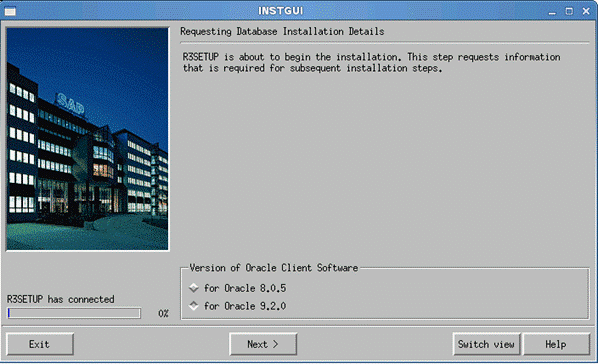 INSTGUI
Requesting Database Installation Details
R3SETUP is about to begin the installation. This step requests information
that is required for subsequent installation steps.
SAP
Version of Oracle Client Software
for Oracle 8.0.5
for Oracle 9.2.0
R3SETUP has connected
0%
Exit
Next >
Switch view
Help